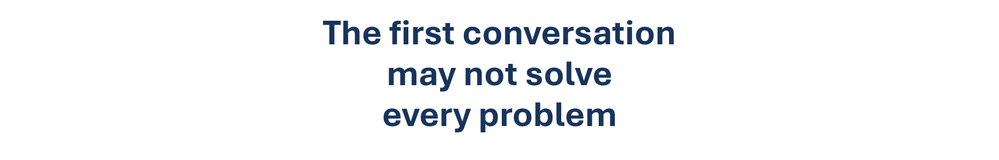 The first conversation
may not solve
every problem